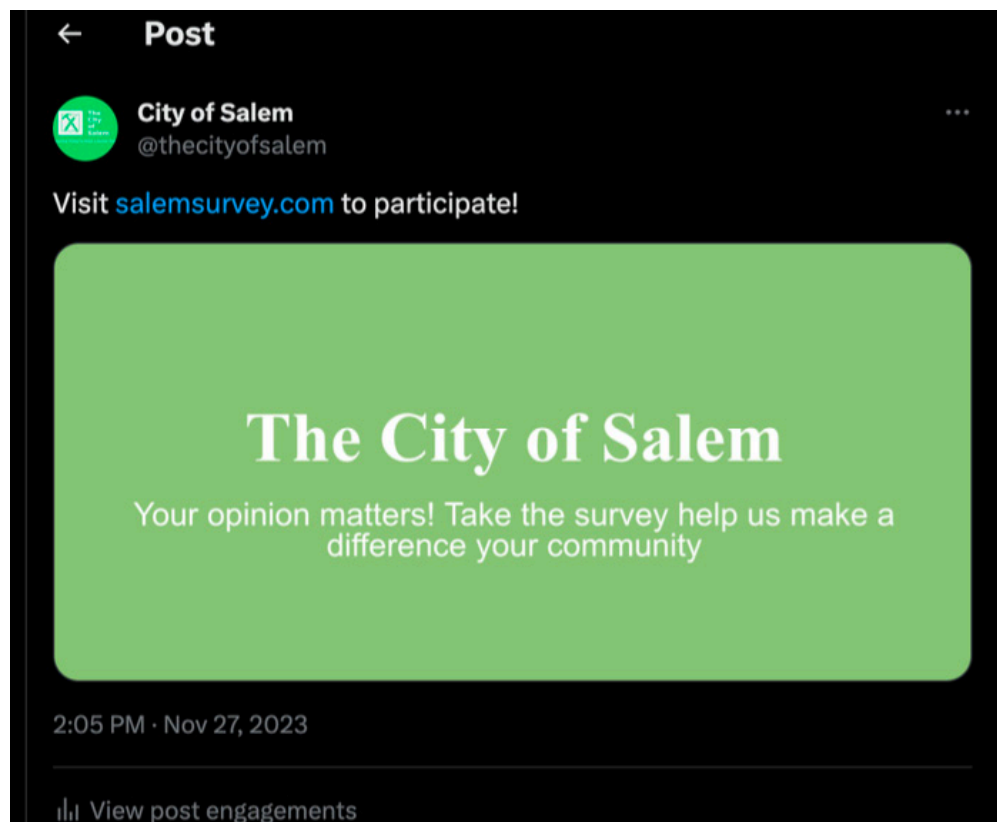 Post
City of Salem
@thecityofsalem
Visit salemsurvey.com to participate!
The City of Salem
Your opinion matters! Take the survey help us make a
difference your community
2:05 PM · Nov 27, 2023
View post engagements